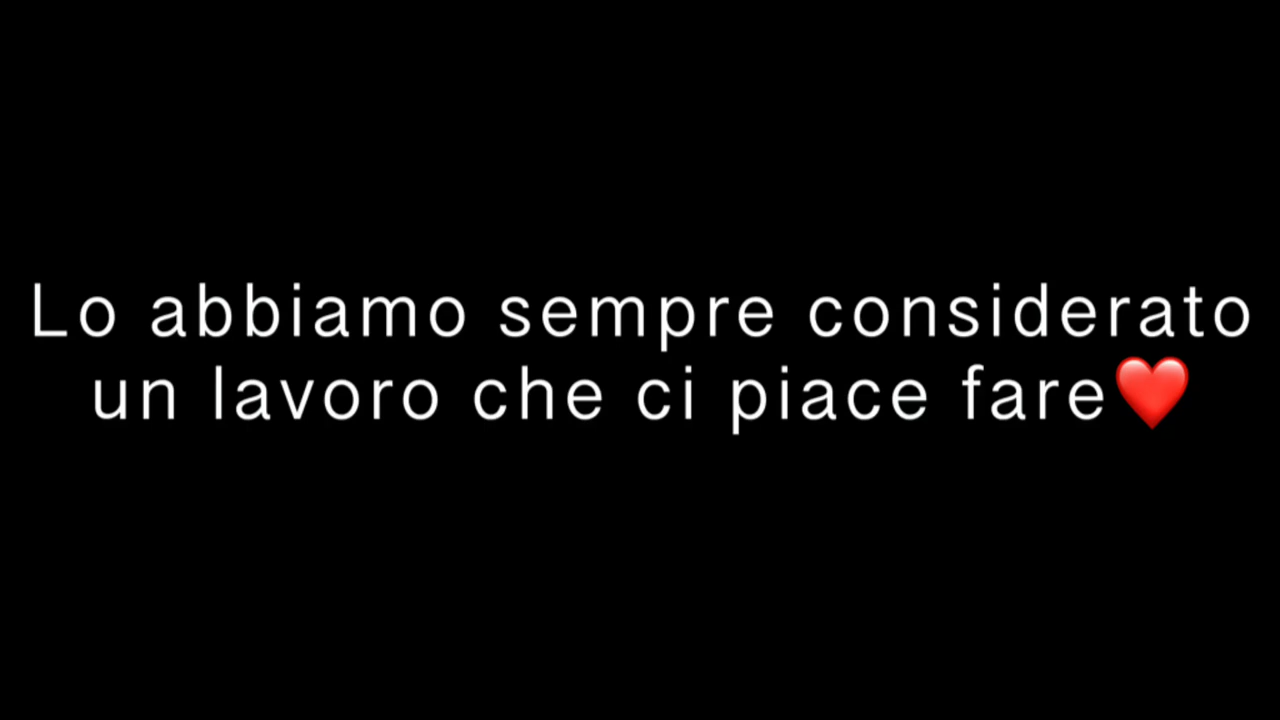 Lo abbiamo sempre considerato
un lavoro che ci piace fare❤️